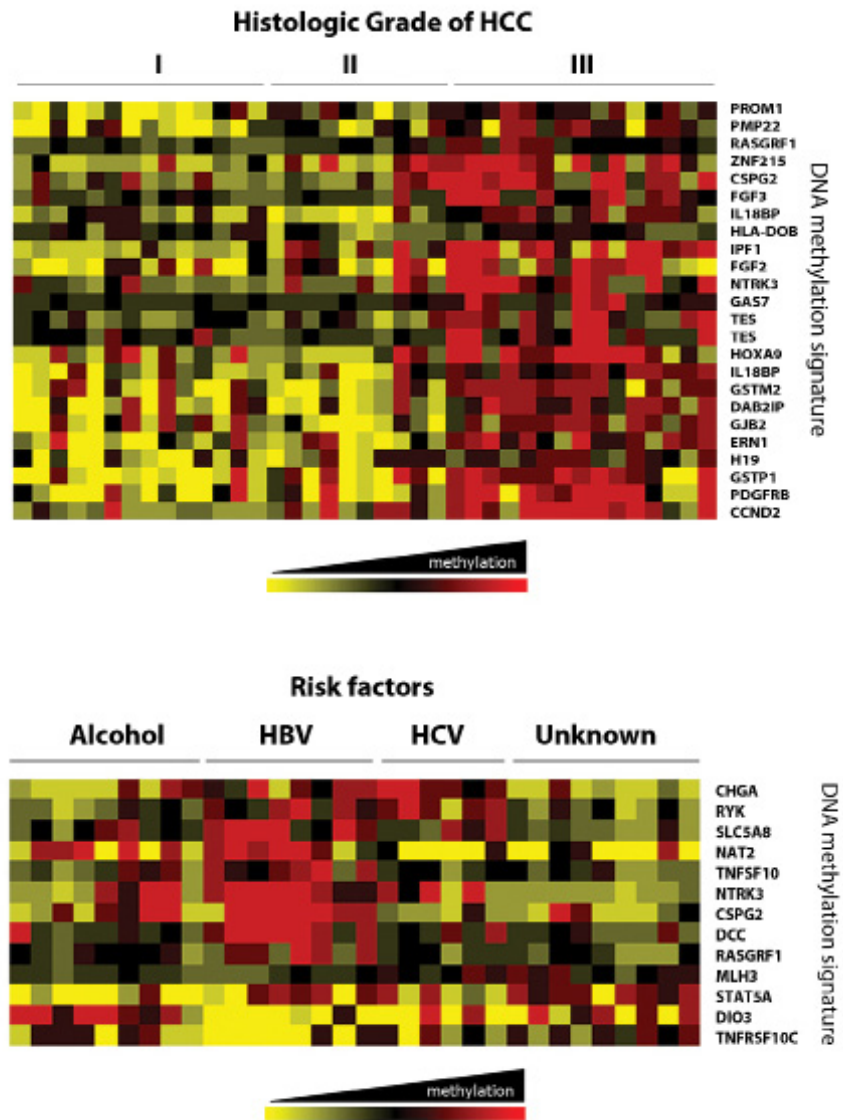 Histologic Grade of HCC
I II III
PROM1
PMP22
RASGRF1
ZNF215
CSPG2
FGF3
IL18BP
HLA-DOB
IPF1
FGF2
NTRK3
GAS7
TES
TES
HOXA9
IL18BP
GSTM2
DAB2IP
GJB2
ERN1
H19
GSTP1
PDGFRB
CCND2
DNA methylation signature
methylation
Risk factors
Alcohol HBV HCV Unknown
CHGA
RYK
SLC5A8
NAT2
TNFSF10
NTRK3
CSPG2
DCC
RASGRF1
MLH3
STAT5A
DIO3
TNFRSF10C
DNA methylation signature
methylation